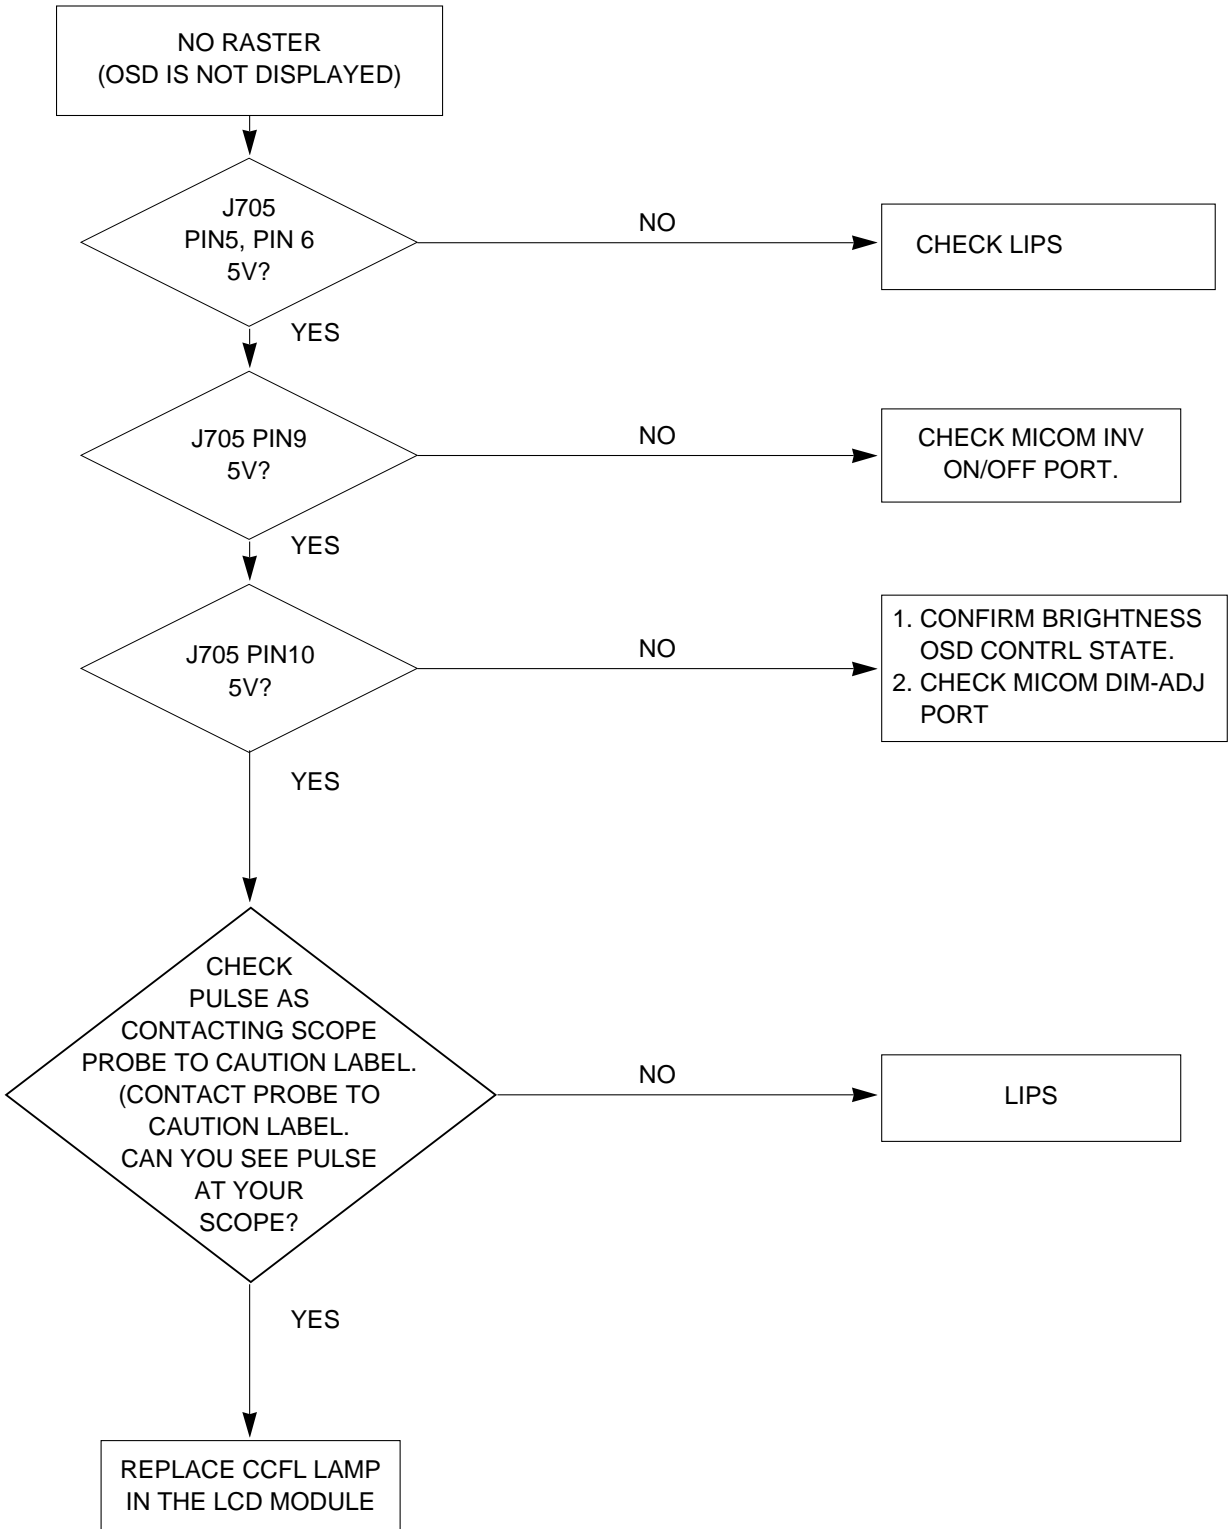 NO RASTER
(OSD IS NOT DISPLAYED)
J705
PIN5, PIN 6
5V?
NO
CHECK LIPS
YES
J705 PIN9
5V?
NO
CHECK MICOM INV
ON/OFF PORT.
YES
J705 PIN10
5V?
NO
1. CONFIRM BRIGHTNESS
OSD CONTRL STATE.
2. CHECK MICOM DIM-ADJ
PORT
YES
CHECK
PULSE AS
CONTACTING SCOPE
PROBE TO CAUTION LABEL.
(CONTACT PROBE TO
CAUTION LABEL.
CAN YOU SEE PULSE
AT YOUR
SCOPE?
NO
LIPS
YES
REPLACE CCFL LAMP
IN THE LCD MODULE